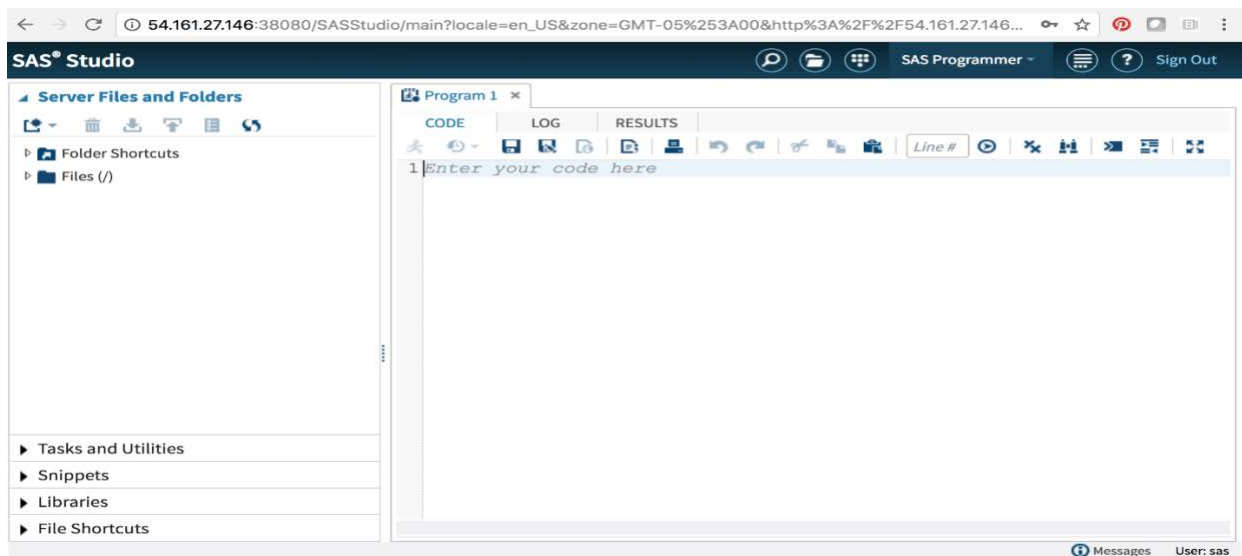 54.161.27.146:38080/SASStudio/main?locale=en_US&zone=GMT-05%253A00&http%3A%2F%2F54.161.27.146...
SAS® Studio
SAS Programmer
? Sign Out
Server Files and Folders
Folder Shortcuts
Files (/)
Tasks and Utilities
Snippets
Libraries
File Shortcuts
Program 1 ×
CODE LOG RESULTS
Line #
1 Enter your code here
Messages User: sas